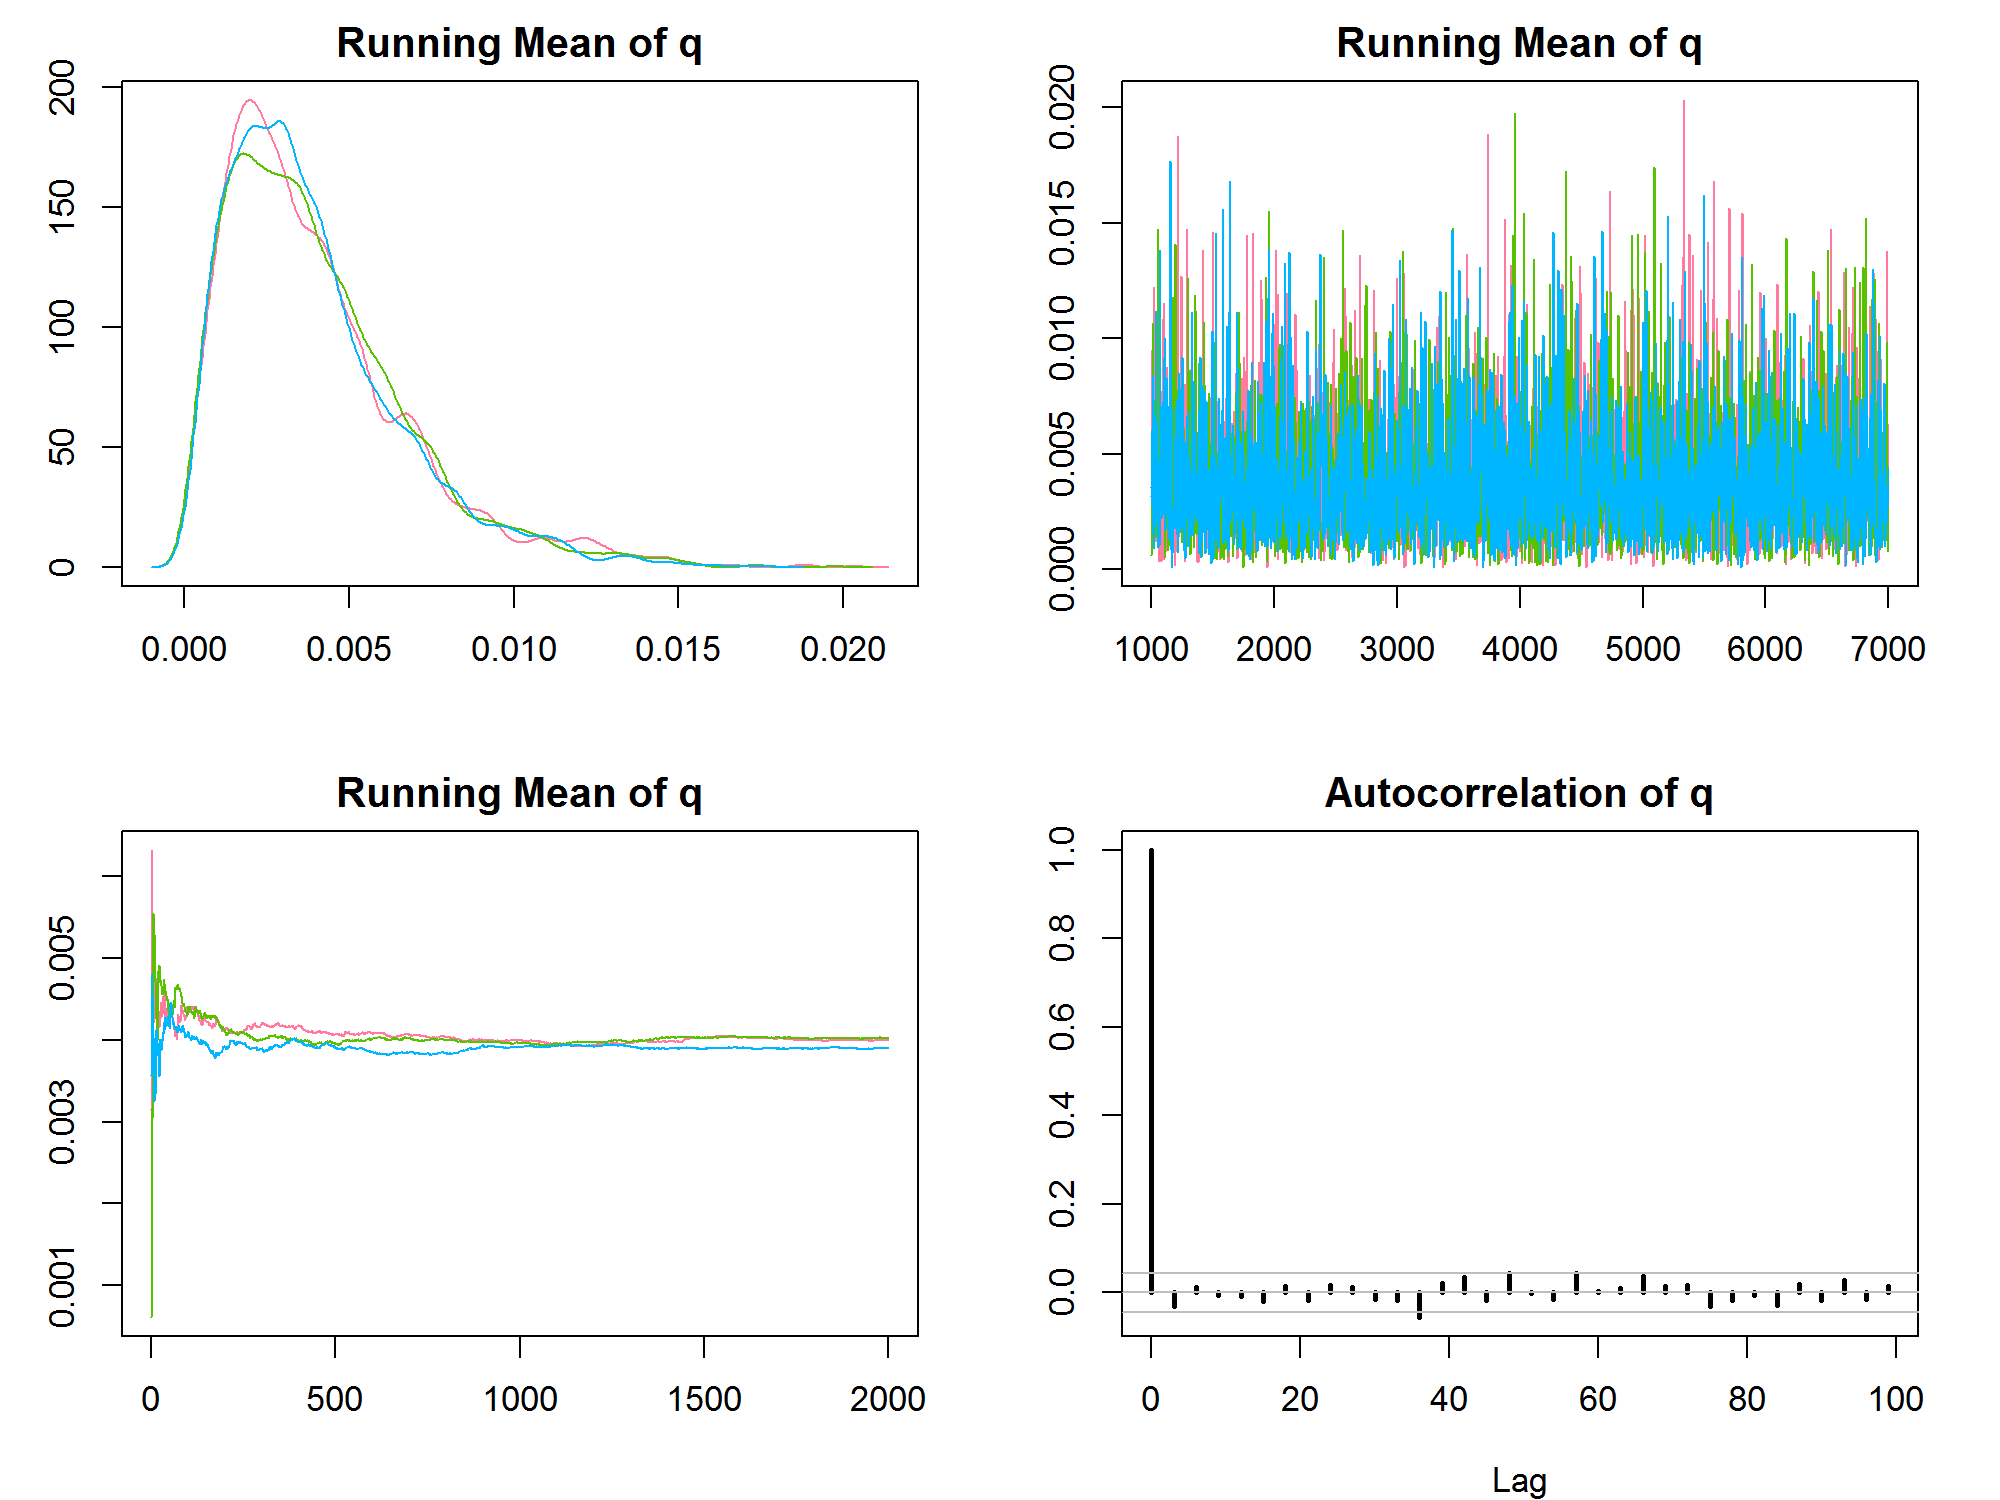 Running Mean of q
0 50 100 150 200
0.000 0.005 0.010 0.015 0.020
Running Mean of q
0.000 0.005 0.010 0.015 0.020
1000 2000 3000 4000 5000 6000 7000
Running Mean of q
0.001 0.003 0.005
0 500 1000 1500 2000
Autocorrelation of q
0.0 0.2 0.4 0.6 0.8 1.0
0 20 40 60 80 100
Lag